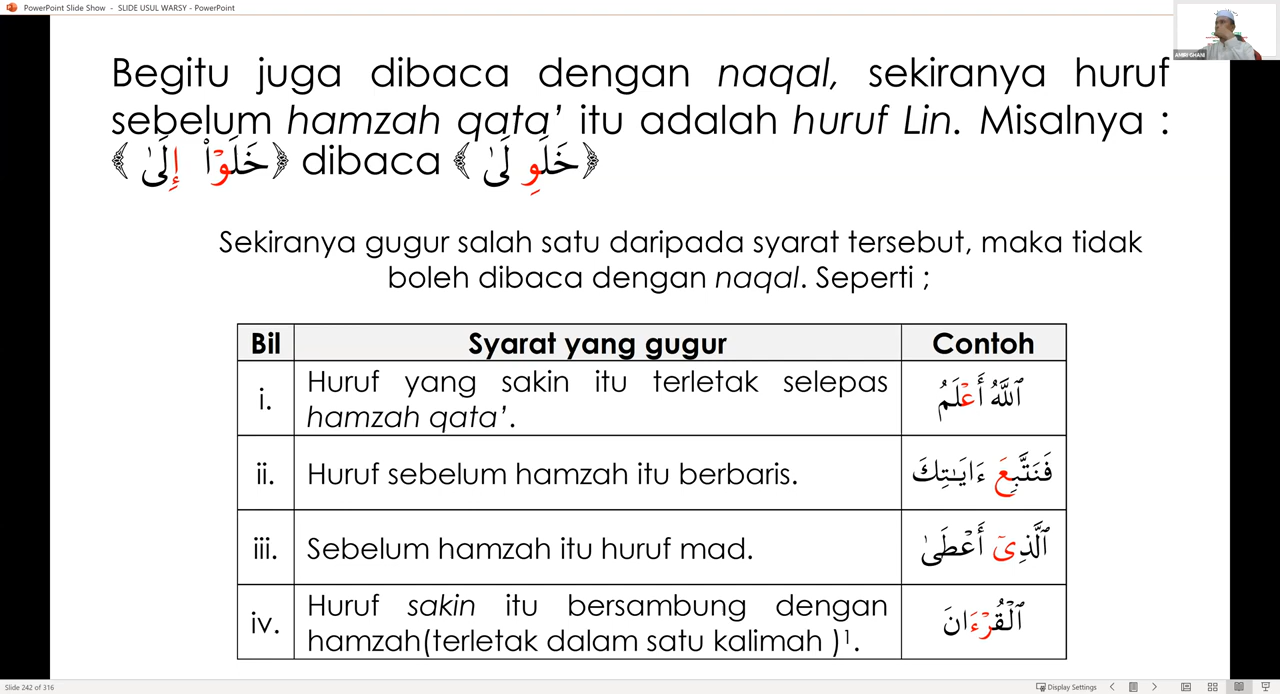 PowerPoint Slide Show - SLIDE USUL WARSY - PowerPoint
AMIRI GHANI
Begitu juga dibaca dengan naqal, sekiranya huruf
sebelum hamzah qata’ itu adalah huruf Lin. Misalnya :
﴿خَلَوۡاْ إِلَىٰ﴾ dibaca ﴿خَلَوِ لَىٰ﴾
Sekiranya gugur salah satu daripada syarat tersebut, maka tidak
boleh dibaca dengan naqal. Seperti ;
Bil Syarat yang gugur Contoh
i. Huruf yang sakin itu terletak selepas
hamzah qata’. ٱللَّهُ أَعۡلَمُ
ii. Huruf sebelum hamzah itu berbaris. فَنَتَّبِعَ ءَايَـٰتِكَ
iii. Sebelum hamzah itu huruf mad. ٱلَّذِىٓ أَعۡطَىٰ
iv. Huruf sakin itu bersambung dengan
hamzah(terletak dalam satu kalimah )¹. ٱلۡقُرۡءَانَ
Slide 242 of 316
Display Settings